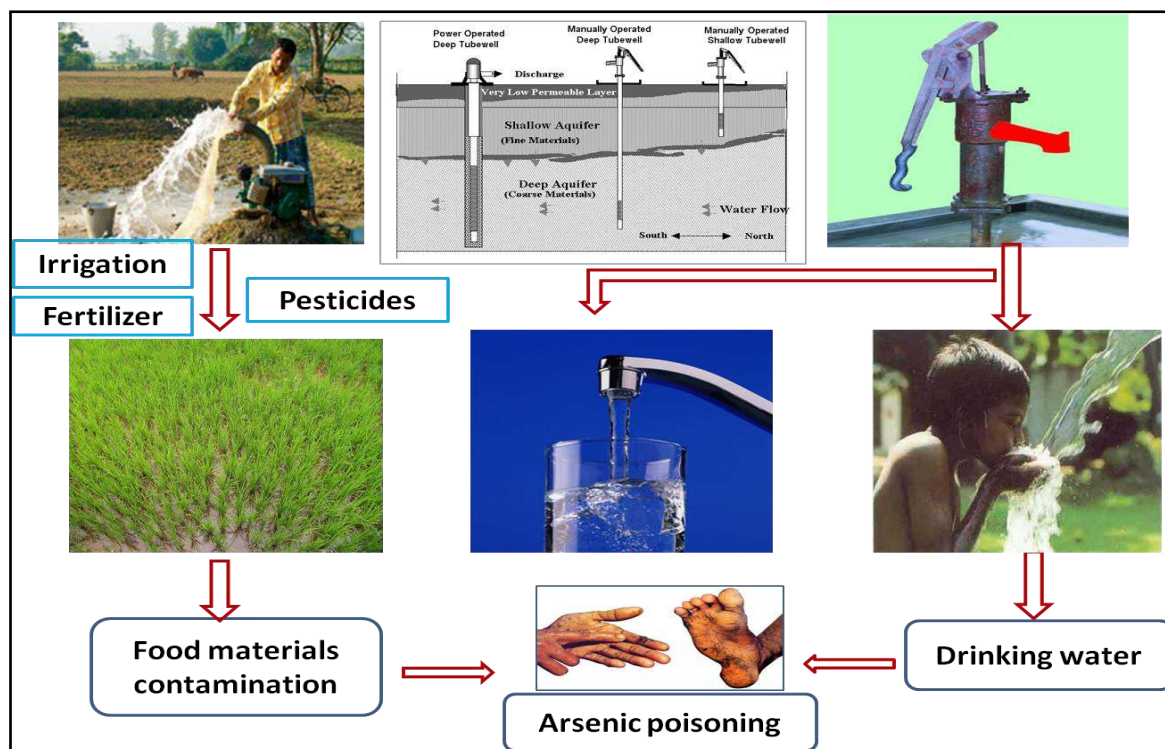 Power Operated
Deep Tubewell
Manually Operated
Deep Tubewell
Manually Operated
Shallow Tubewell
Discharge
Very Low Permeable Layer
Shallow Aquifer
(Fine Materials)
Deep Aquifer
(Coarse Materials)
Water Flow
South
North
Irrigation
Fertilizer
Pesticides
Food materials
contamination
Arsenic poisoning
Drinking water